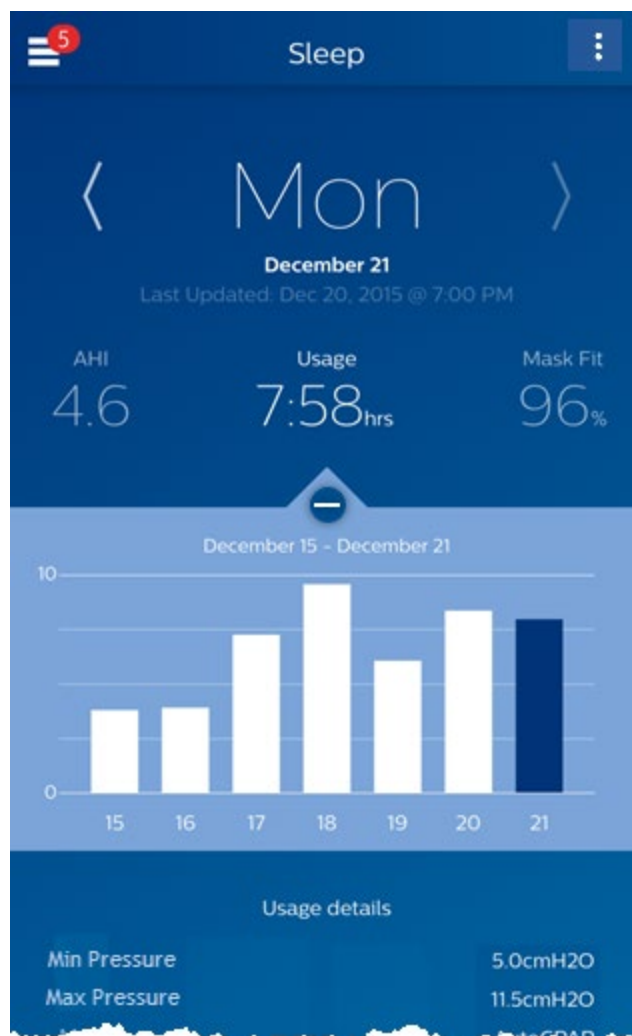 5
Sleep
Mon
December 21
Last Updated: Dec 20, 2015 @ 7:00 PM
AHI Usage Mask Fit
4.6 7:58hrs 96%
December 15 - December 21
10
0
15 16 17 18 19 20 21
Usage details
Min Pressure 5.0cmH2O
Max Pressure 11.5cmH2O